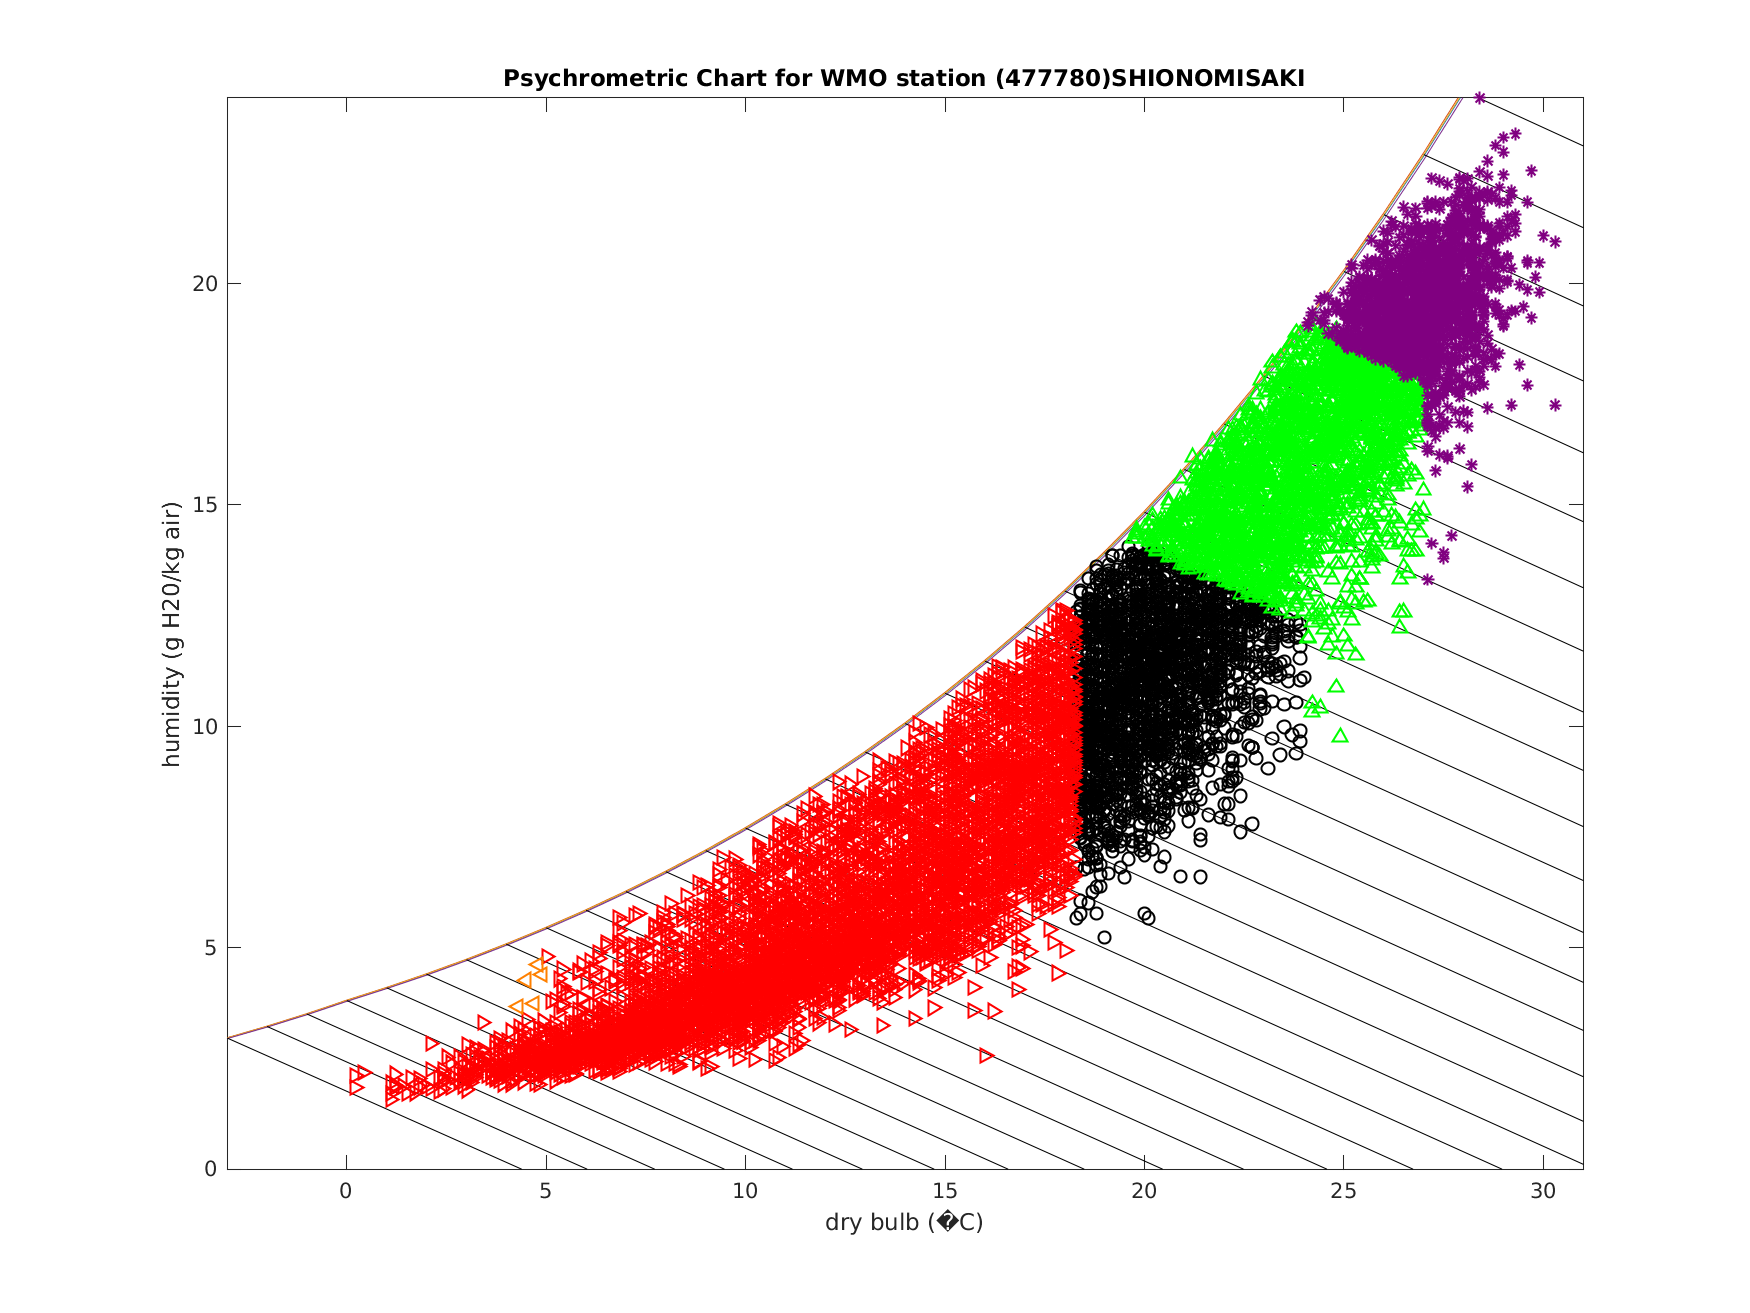 Psychrometric Chart for WMO station (477780)SHIONOMISAKI
humidity (g H20/kg air)
20
15
10
5
0
0 5 10 15 20 25 30
dry bulb (�C)